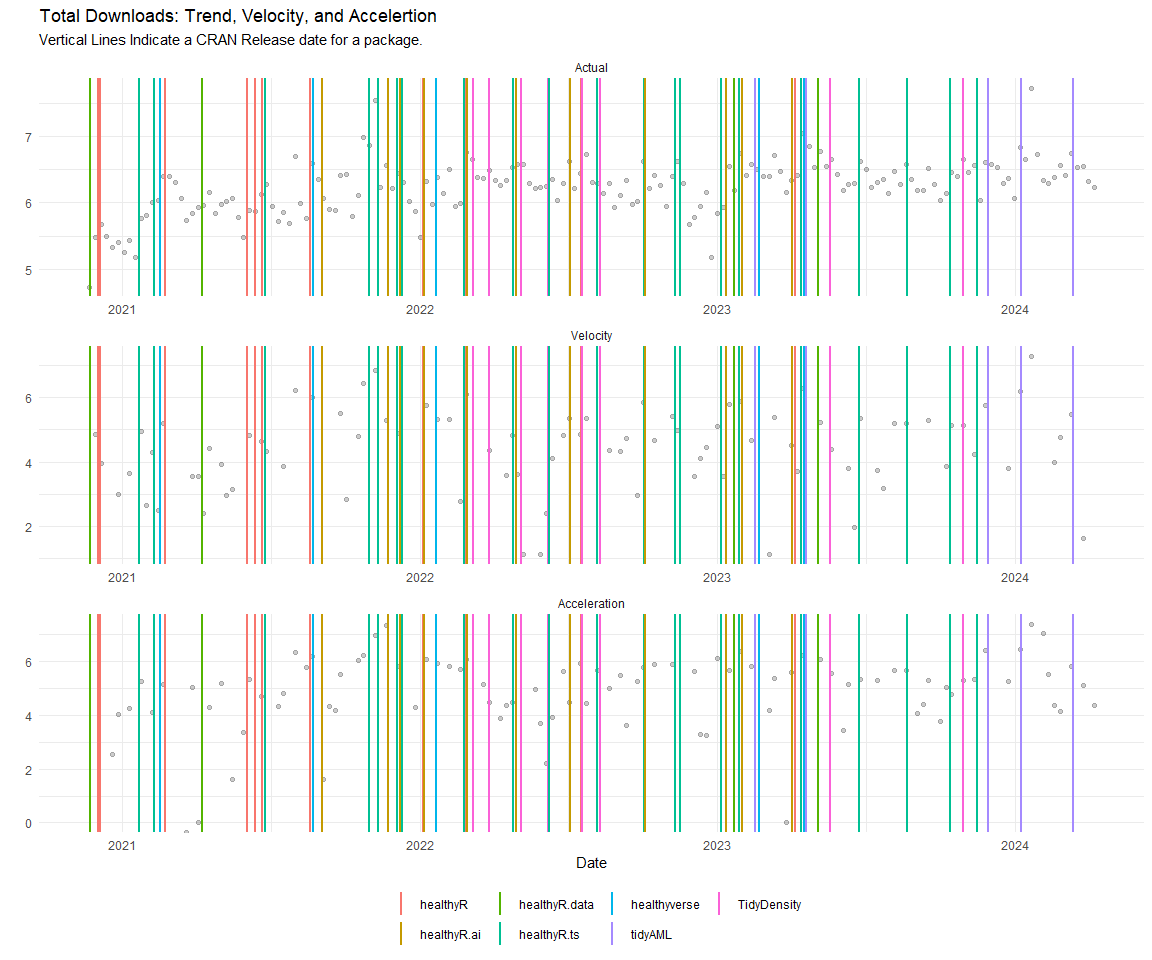 Total Downloads: Trend, Velocity, and Accelertion
Vertical Lines Indicate a CRAN Release date for a package.
Actual
7
6
5
2021 2022 2023 2024
Velocity
6
4
2
2021 2022 2023 2024
Acceleration
6
4
2
0
2021 2022 2023 2024
Date
healthyR healthyR.data healthyverse TidyDensity
healthyR.ai healthyR.ts tidyAML